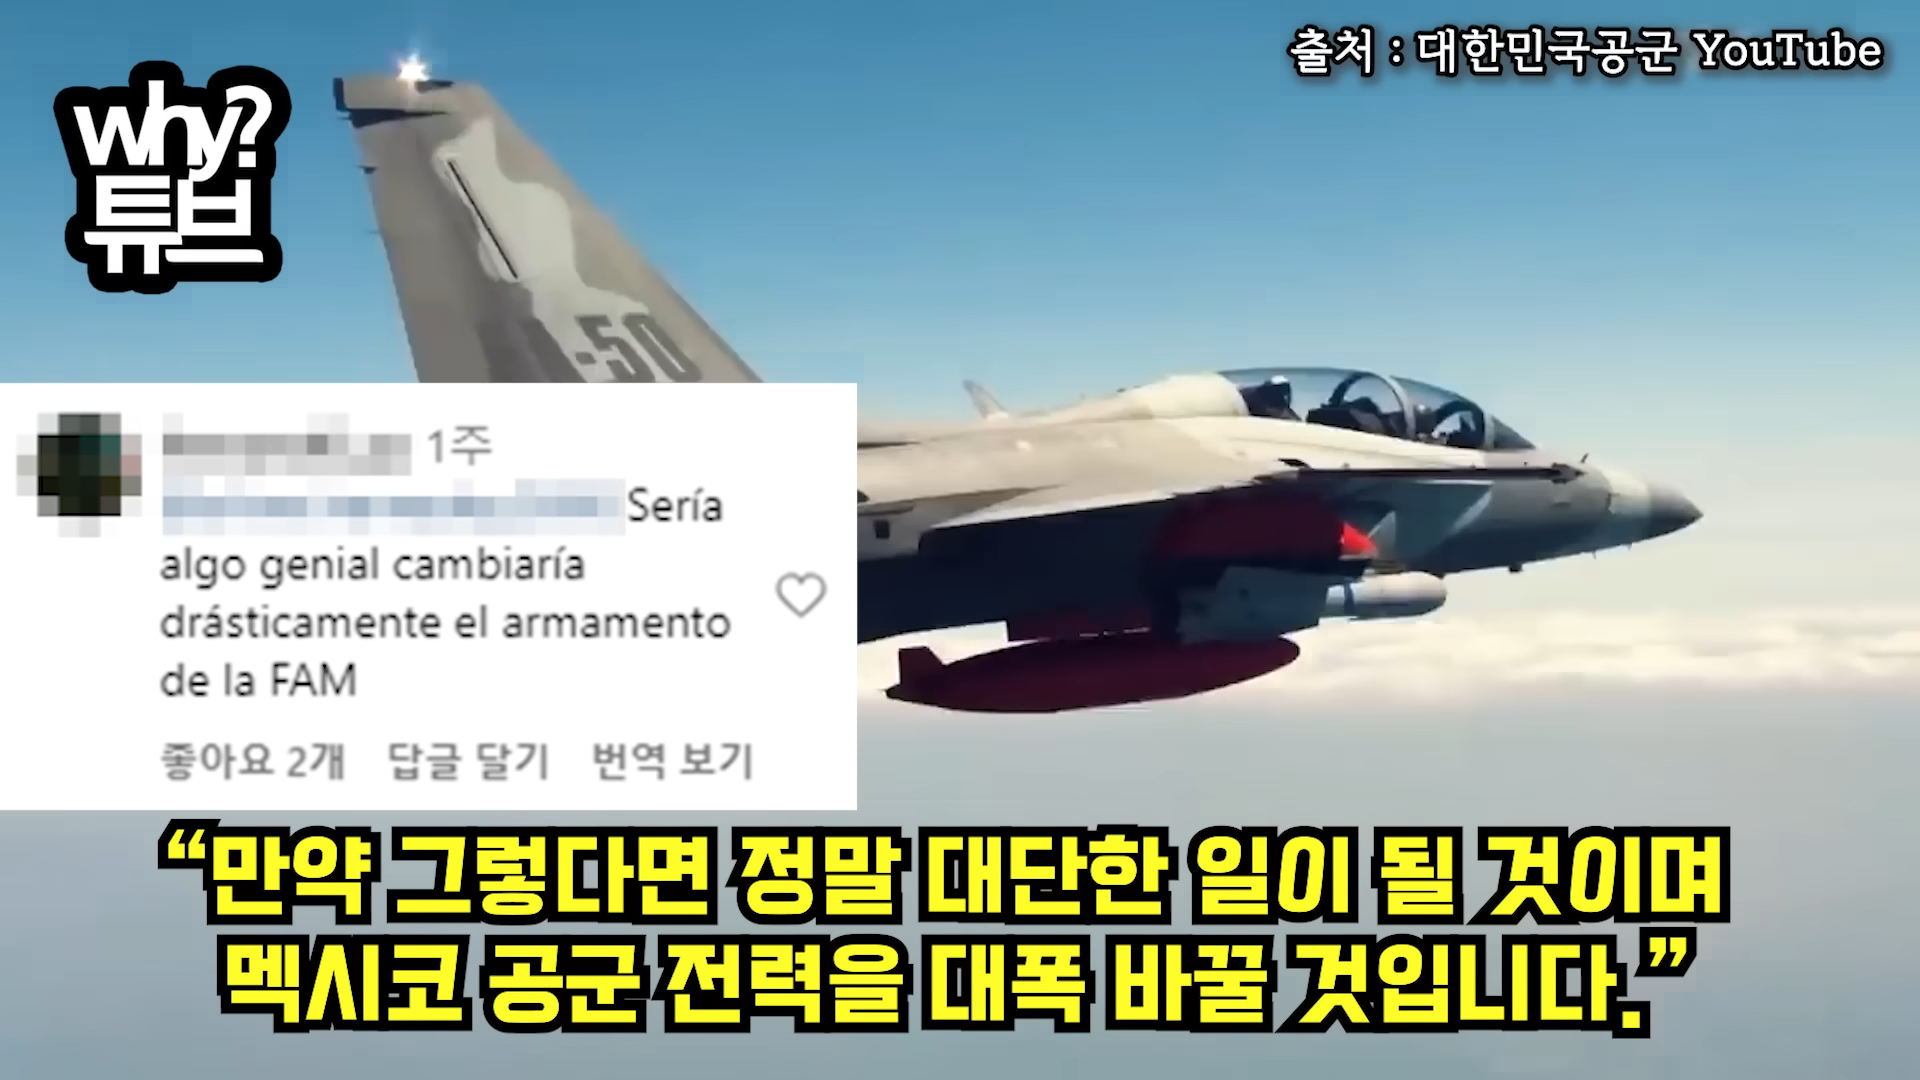 출처 : 대한민국공군 YouTube
why?
튜브
A-50
1주
Sería
algo genial cambiaría
drásticamente el armamento
de la FAM
좋아요 2개 답글 달기 번역 보기
“만약 그렇다면 정말 대단한 일이 될 것이며
멕시코 공군 전력을 대폭 바꿀 것입니다.”